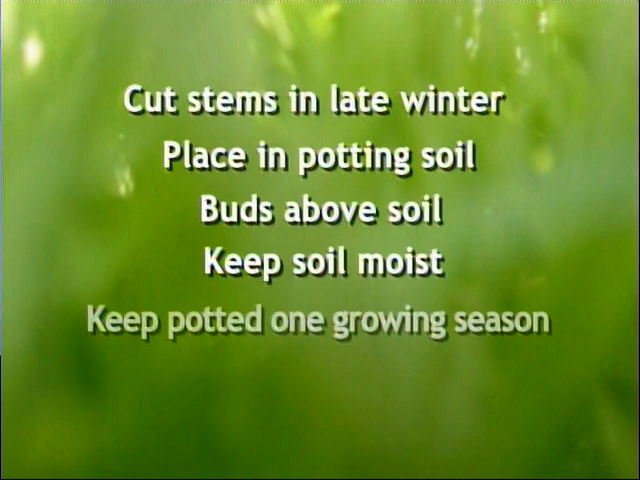 Cut stems in late winter
Place in potting soil
Buds above soil
Keep soil moist
Keep potted one growing season